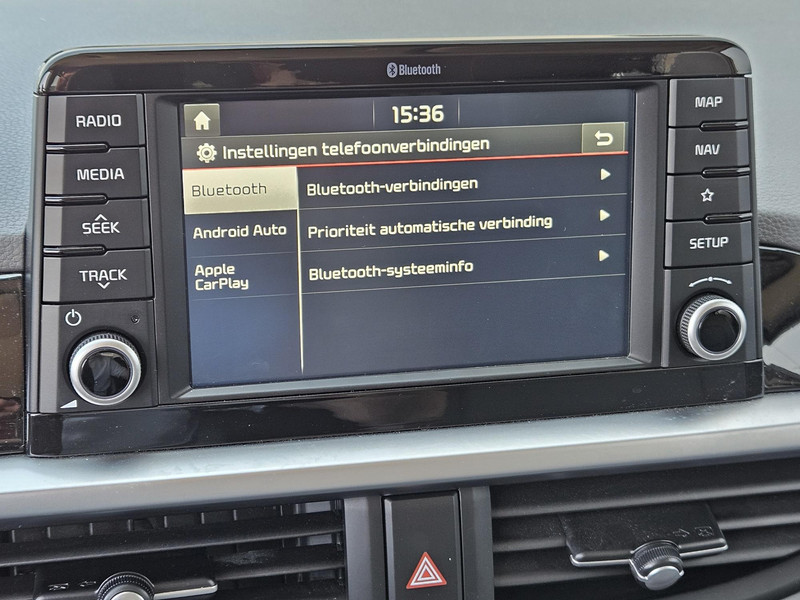 Bluetooth
RADIO
MEDIA
SEEK
TRACK
15:36
Instellingen telefoonverbindingen
Bluetooth
Android Auto
Apple
CarPlay
Bluetooth-verbindingen
Prioriteit automatische verbinding
Bluetooth-systeeminfo
MAP
NAV
SETUP